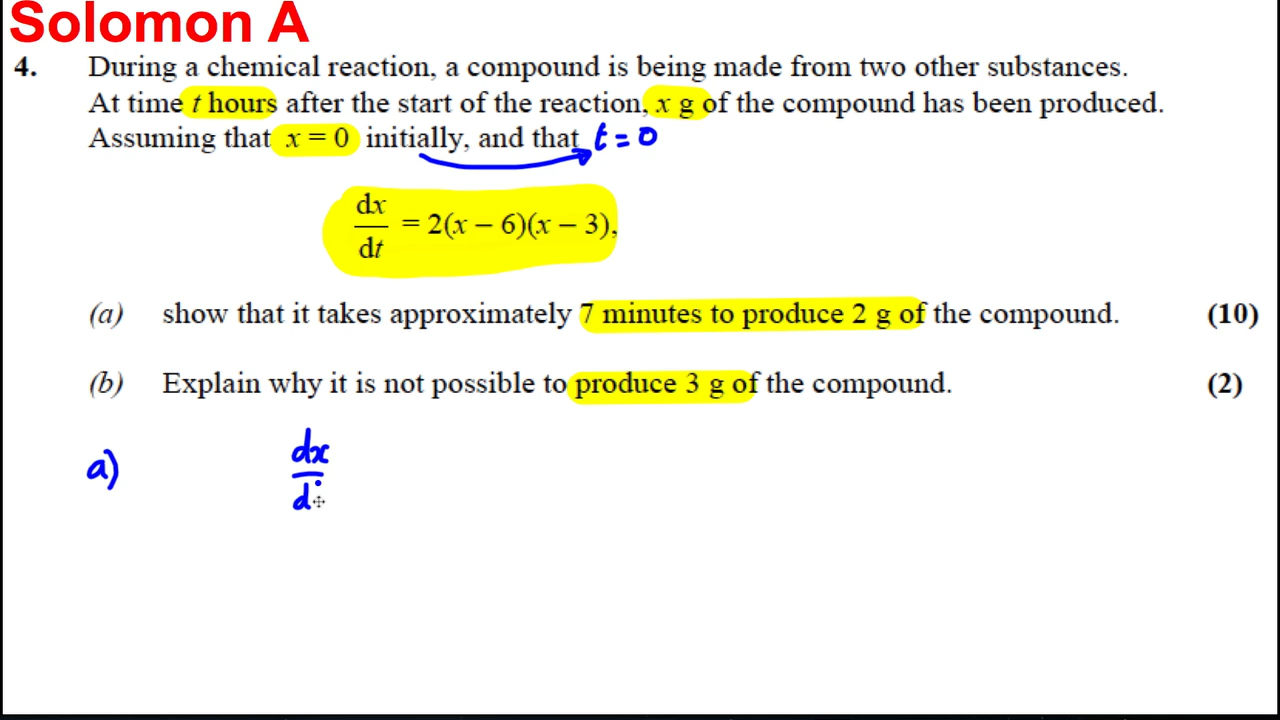 Solomon A
4. During a chemical reaction, a compound is being made from two other substances.
At time t hours after the start of the reaction, x g of the compound has been produced.
Assuming that x = 0 initially, and that t = 0
dx
dt = 2(x − 6)(x − 3),
(a) show that it takes approximately 7 minutes to produce 2 g of the compound. (10)
(b) Explain why it is not possible to produce 3 g of the compound. (2)
a) dx
d